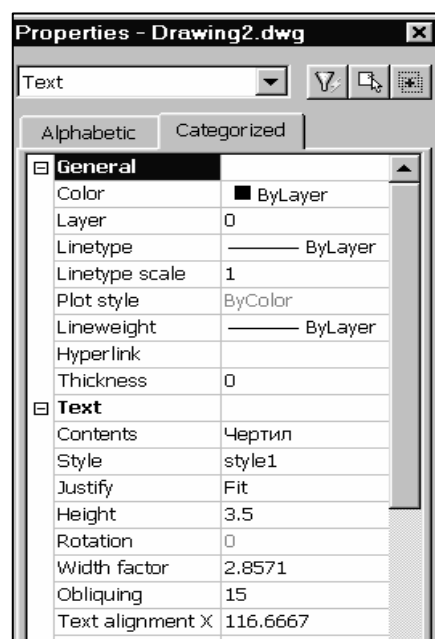 Properties - Drawing2.dwg
Text
Alphabetic Categorized
General
Color ByLayer
Layer 0
Linetype ByLayer
Linetype scale 1
Plot style ByColor
Lineweight ByLayer
Hyperlink
Thickness 0
Text
Contents Чертил
Style style1
Justify Fit
Height 3.5
Rotation 0
Width factor 2.8571
Obliquing 15
Text alignment X 116.6667